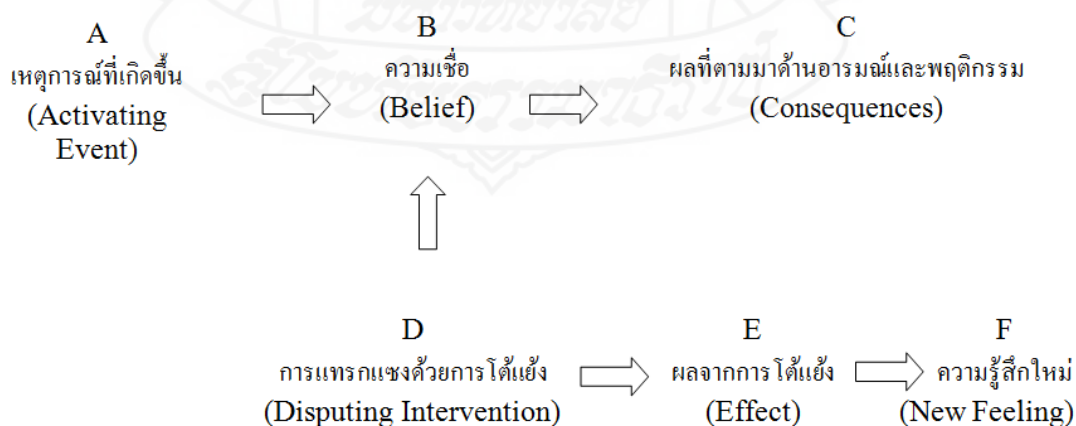 A
เหตุการณ์ที่เกิดขึ้น
(Activating
Event)
B
ความเชื่อ
(Belief)
C
ผลที่ตามมาด้านอารมณ์และพฤติกรรม
(Consequences)
D
การแทรกแซงด้วยการโต้แย้ง
(Disputing Intervention)
E
ผลจากการโต้แย้ง
(Effect)
F
ความรู้สึกใหม่
(New Feeling)